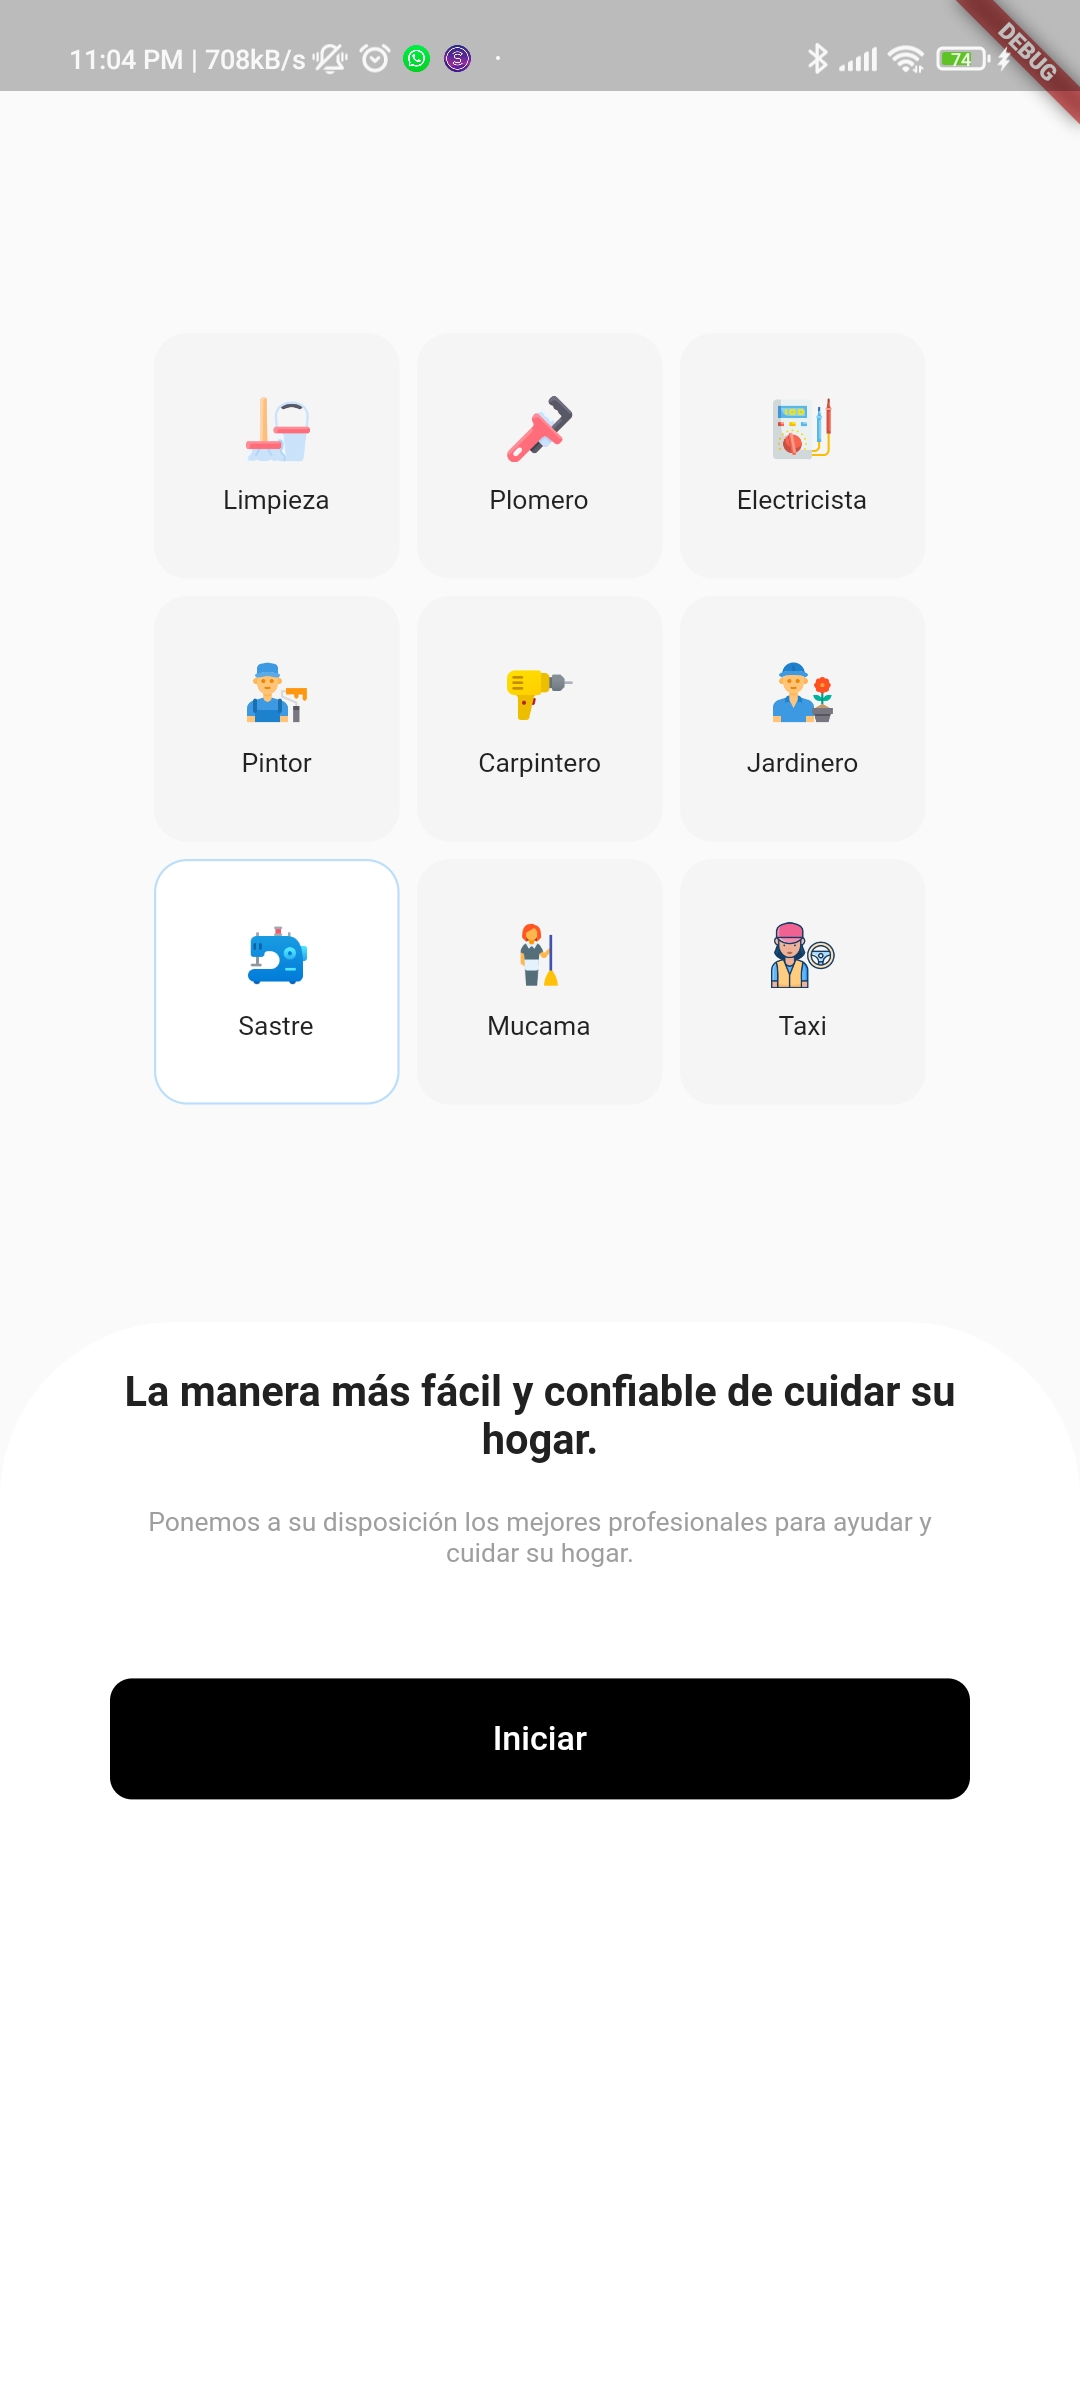 11:04 PM | 708kB/s
74
DEBUG
Limpieza
Plomero
Electricista
Pintor
Carpintero
Jardinero
Sastre
Mucama
Taxi
La manera más fácil y confiable de cuidar su
hogar.
Ponemos a su disposición los mejores profesionales para ayudar y
cuidar su hogar.
Iniciar